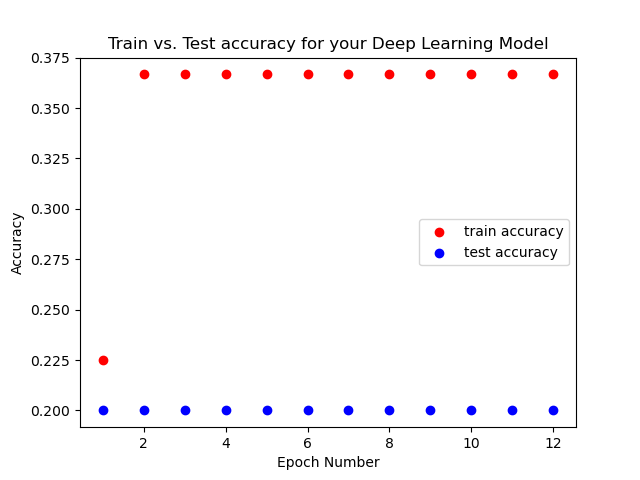 Train vs. Test accuracy for your Deep Learning Model
0.375
0.350
0.325
0.300
0.275
0.250
0.225
0.200
Accuracy
train accuracy
test accuracy
2 4 6 8 10 12
Epoch Number